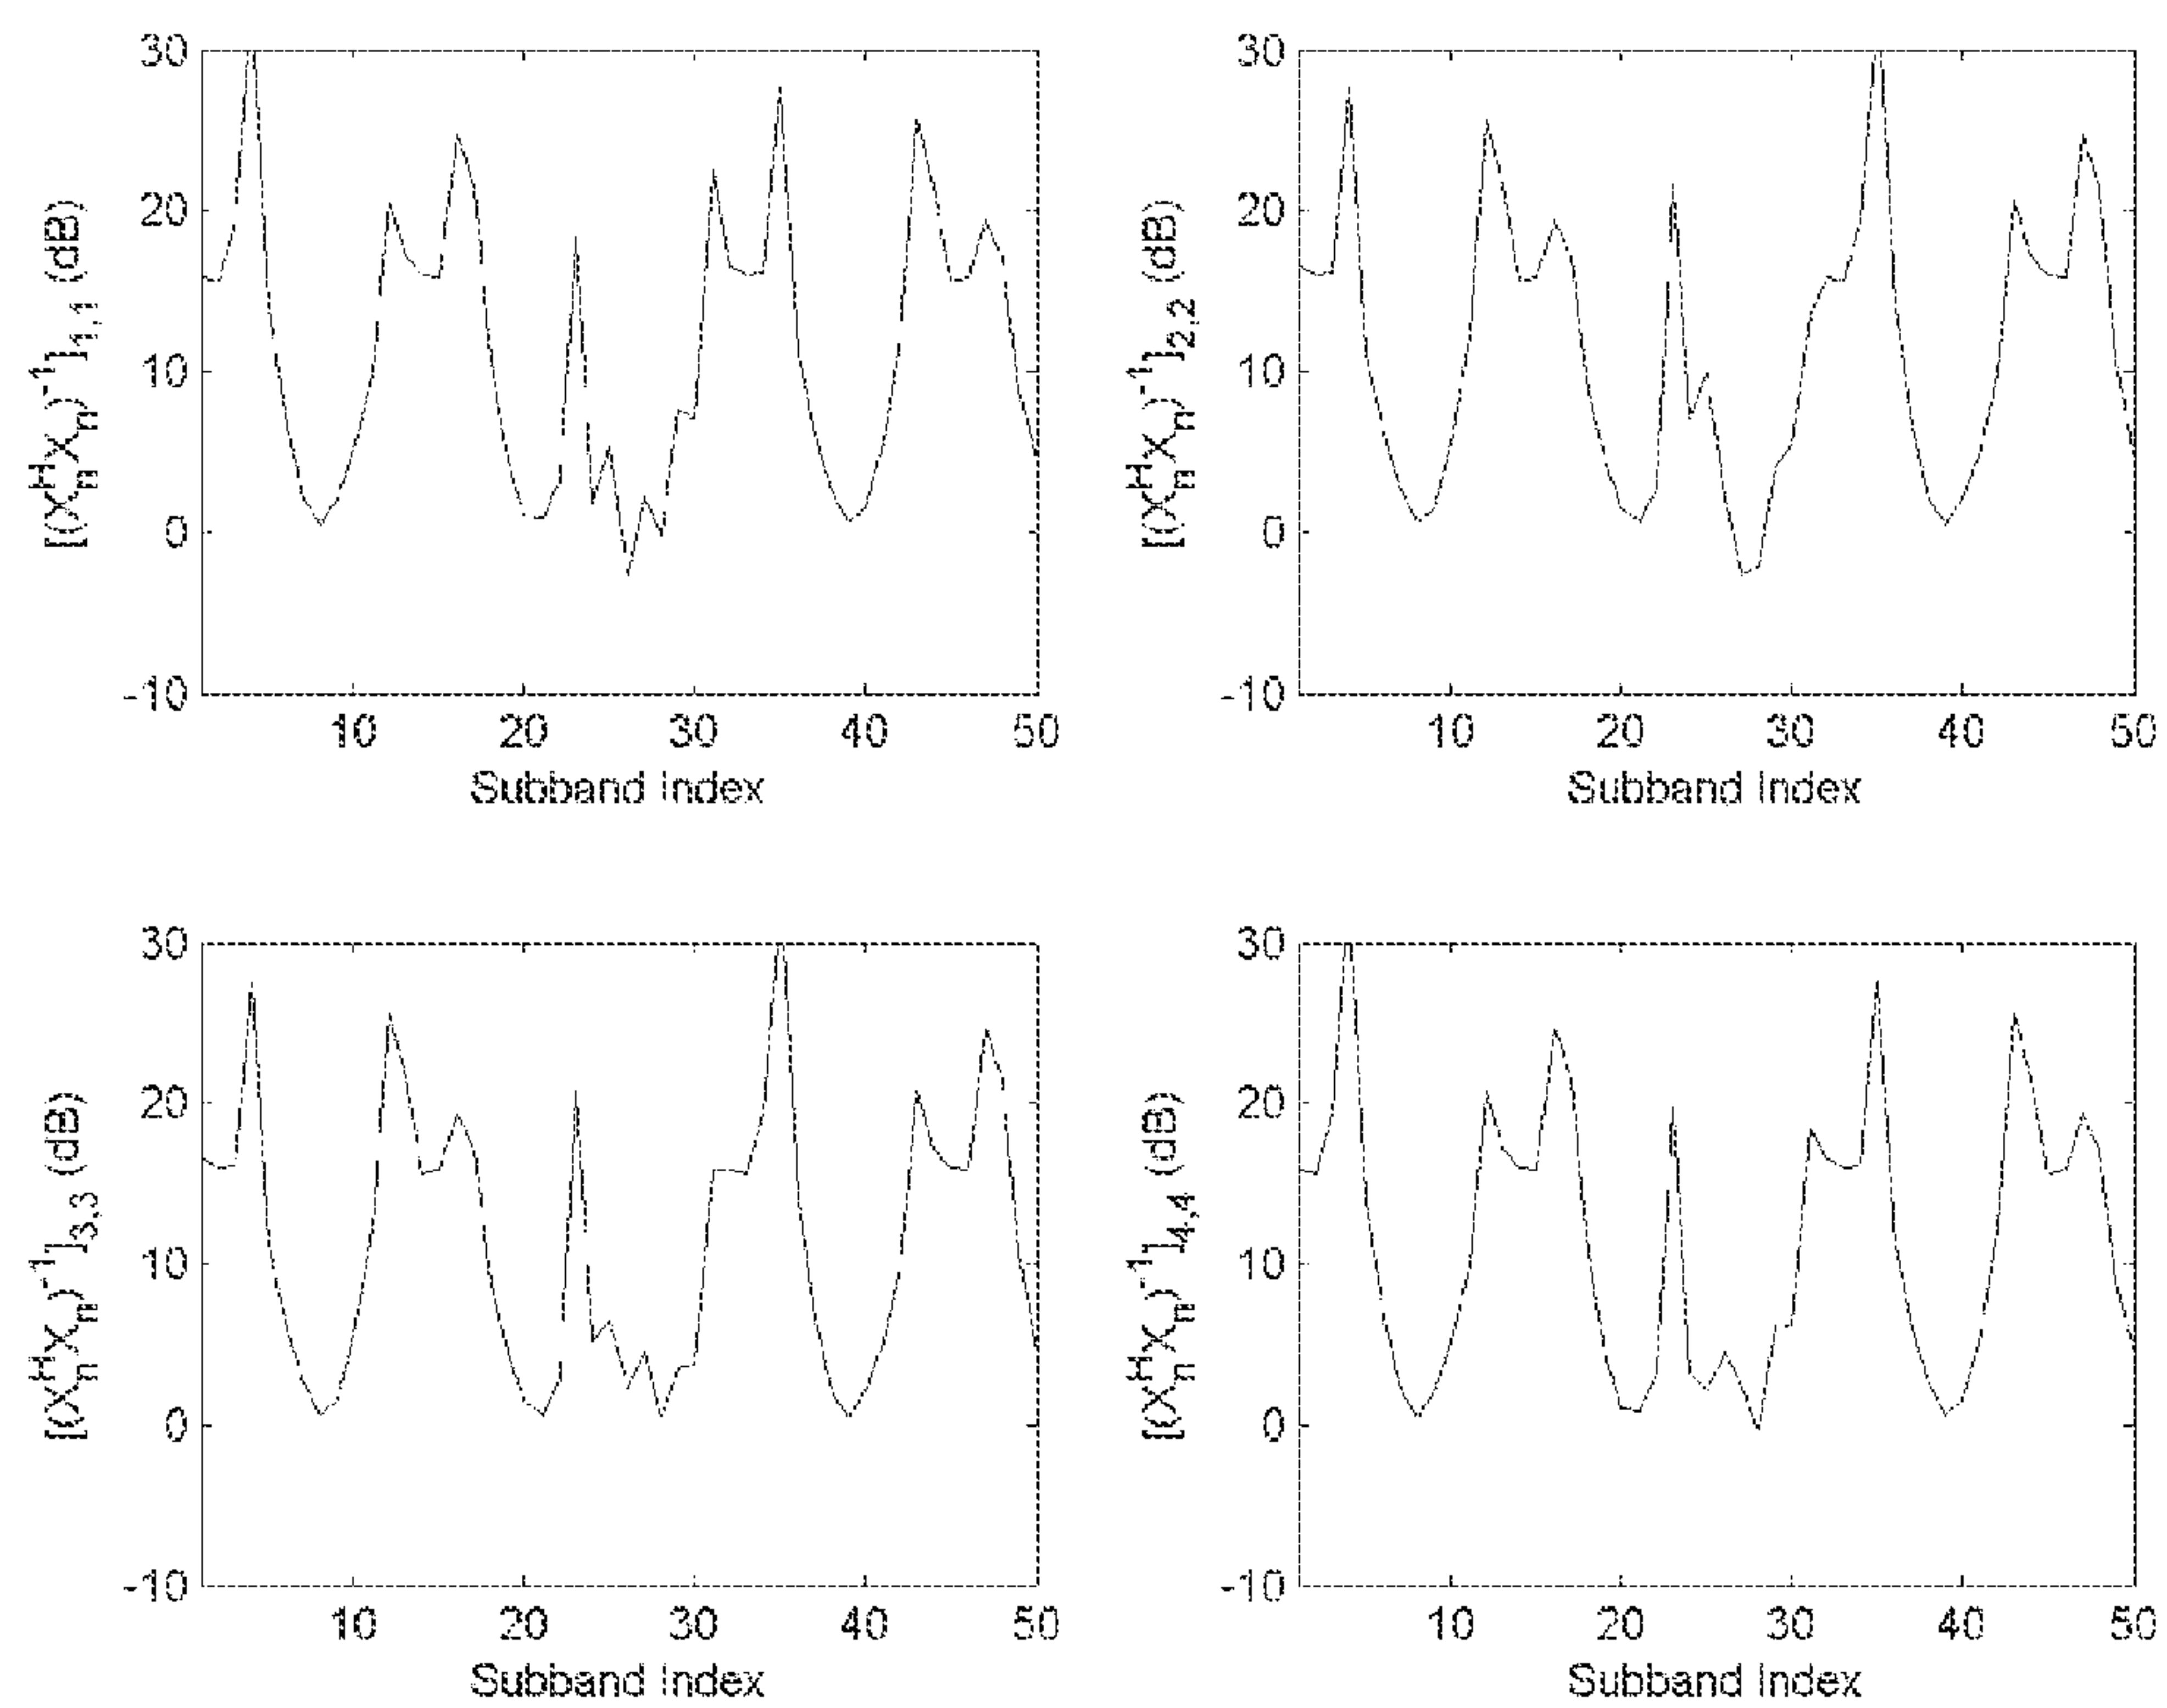 30
20
10
0
-10
[(X_n^H X_n)^-1]_1,1 (dB)
10 20 30 40 50
Subband Index
30
20
10
0
-10
[(X_n^H X_n)^-1]_2,2 (dB)
10 20 30 40 50
Subband Index
30
20
10
0
-10
[(X_n^H X_n)^-1]_3,3 (dB)
10 20 30 40 50
Subband Index
30
20
10
0
-10
[(X_n^H X_n)^-1]_4,4 (dB)
10 20 30 40 50
Subband Index